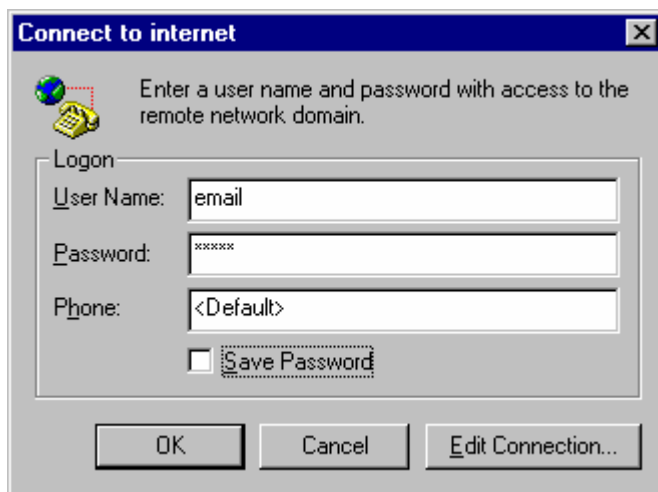 Connect to internet
Enter a user name and password with access to the
remote network domain.
Logon
User Name: email
Password: xxxxx
Phone: <Default>
Save Password
OK Cancel Edit Connection...